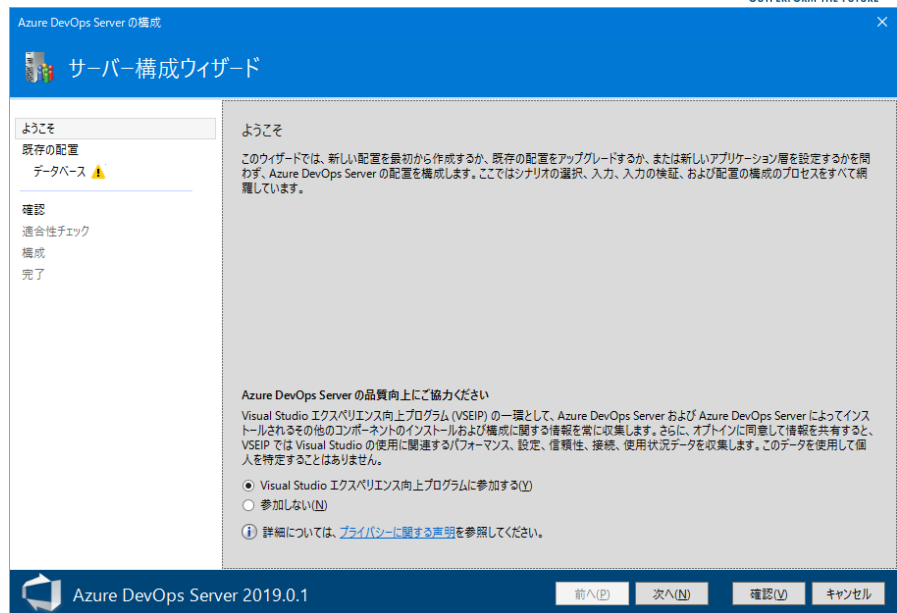 OUTPERFORM THE FUTURE
Azure DevOps Server の構成
サーバー構成ウィザード
ようこそ
既存の配置
データベース
確認
適合性チェック
構成
完了
ようこそ
このウィザードでは、新しい配置を最初から作成するか、既存の配置をアップグレードするか、または新しいアプリケーション層を設定するかを問
わず、Azure DevOps Server の配置を構成します。ここではシナリオの選択、入力、入力の検証、および配置の構成のプロセスをすべて網
羅しています。
Azure DevOps Server の品質向上にご協力ください
Visual Studio エクスペリエンス向上プログラム (VSEIP) の一環として、Azure DevOps Server および Azure DevOps Server によってインス
トールされるその他のコンポーネントのインストールおよび構成に関する情報を常に収集します。さらに、オプトインに同意して情報を共有すると、
VSEIP では Visual Studio の使用に関連するパフォーマンス、設定、信頼性、接続、使用状況データを収集します。このデータを使用して個
人を特定することはありません。
Visual Studio エクスペリエンス向上プログラムに参加する(Y)
参加しない(N)
詳細については、プライバシーに関する声明を参照してください。
Azure DevOps Server 2019.0.1
前へ(P)
次へ(N)
確認(V)
キャンセル